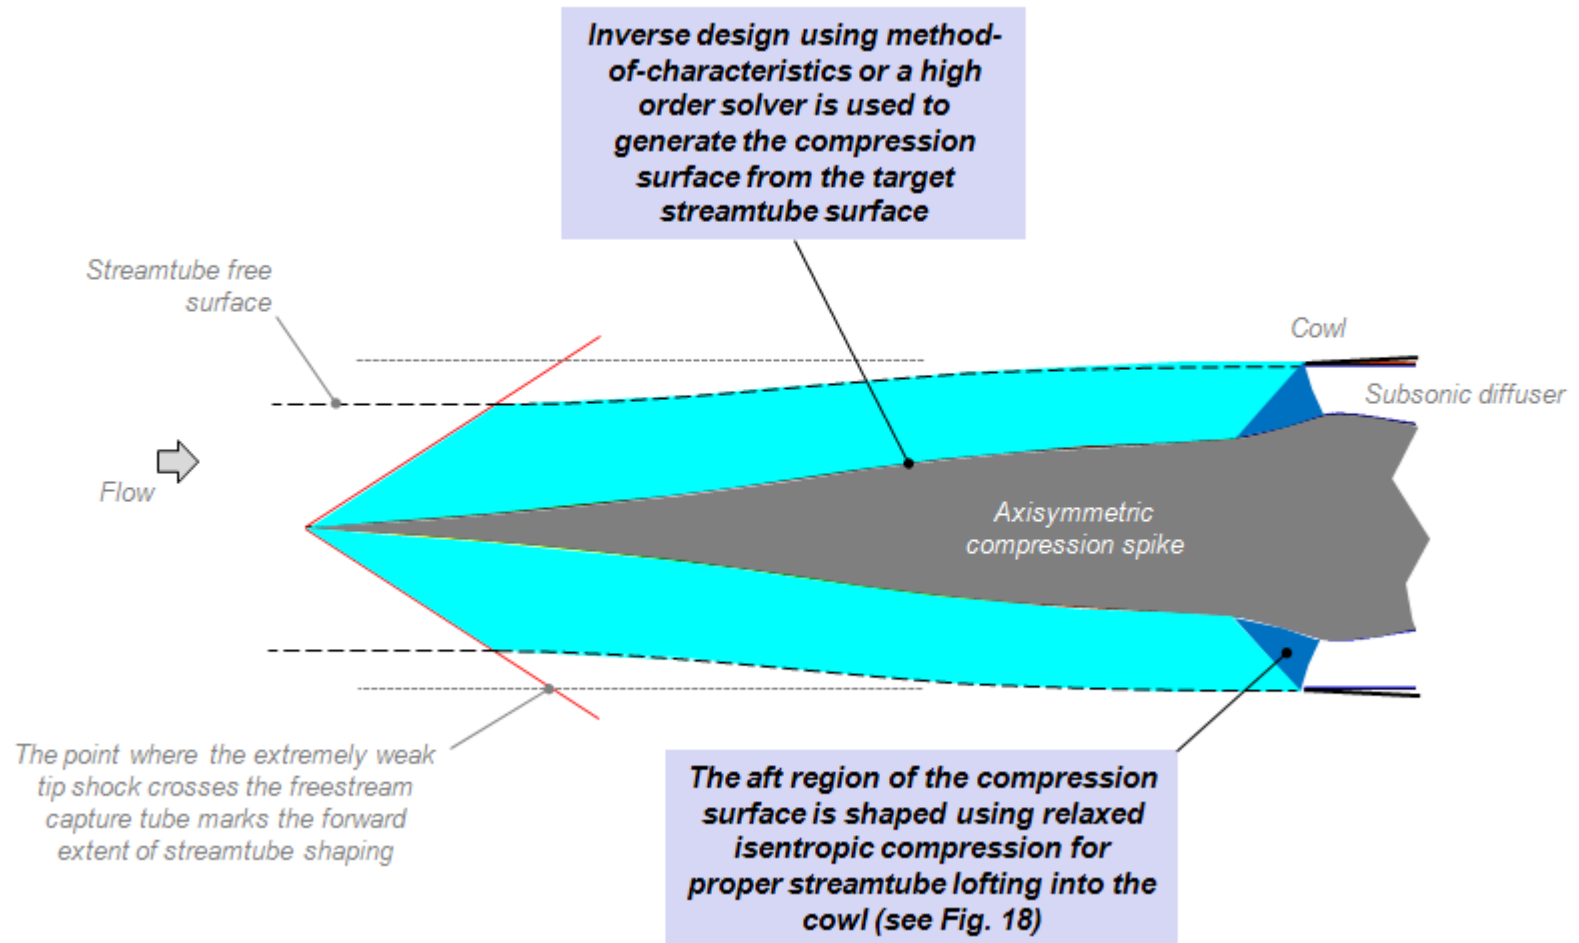 Inverse design using method-
of-characteristics or a high
order solver is used to
generate the compression
surface from the target
streamtube surface
Streamtube free
surface
Cowl
Subsonic diffuser
Flow
Axisymmetric
compression spike
The point where the extremely weak
tip shock crosses the freestream
capture tube marks the forward
extent of streamtube shaping
The aft region of the compression
surface is shaped using relaxed
isentropic compression for
proper streamtube lofting into the
cowl (see Fig. 18)